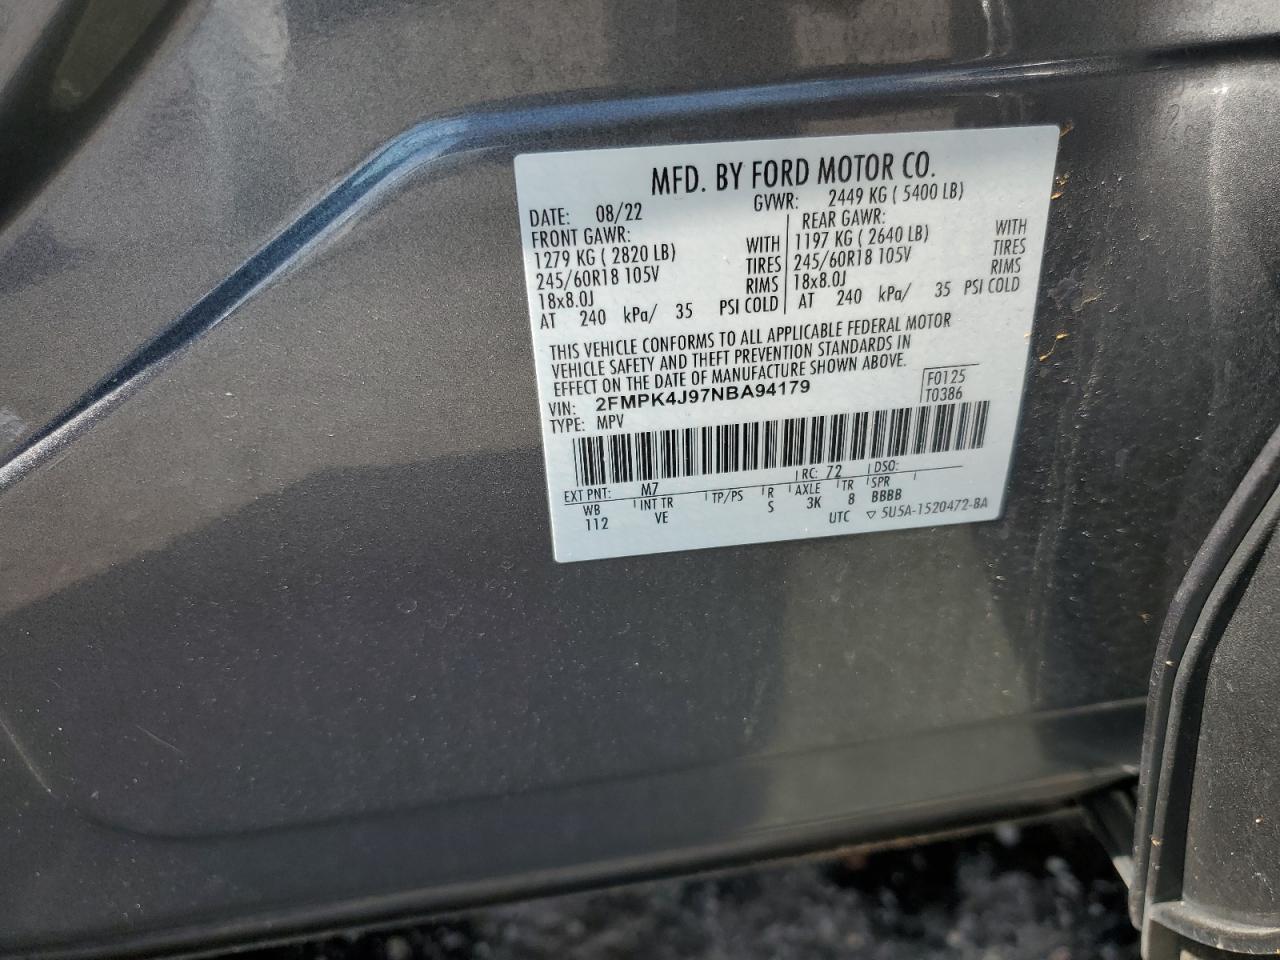 MFD. BY FORD MOTOR CO.
DATE: 08/22 GVWR: 2449 KG ( 5400 LB)
FRONT GAWR: REAR GAWR:
1279 KG ( 2820 LB) WITH 1197 KG ( 2640 LB) WITH
245/60R18 105V TIRES 245/60R18 105V TIRES
18x8.0J RIMS 18x8.0J RIMS
AT 240 kPa/ 35 PSI COLD AT 240 kPa/ 35 PSI COLD
THIS VEHICLE CONFORMS TO ALL APPLICABLE FEDERAL MOTOR
VEHICLE SAFETY AND THEFT PREVENTION STANDARDS IN
EFFECT ON THE DATE OF MANUFACTURE SHOWN ABOVE.
VIN: 2FMPK4J97NBA94179 F0125
TYPE: MPV T0386
EXT PNT: M7 RC: 72 DSO:
WB INT TR TP/PS R AXLE TR SPR
112 VE S 3K 8 BBBB
UTC ▽ 5U5A-1520472-BA